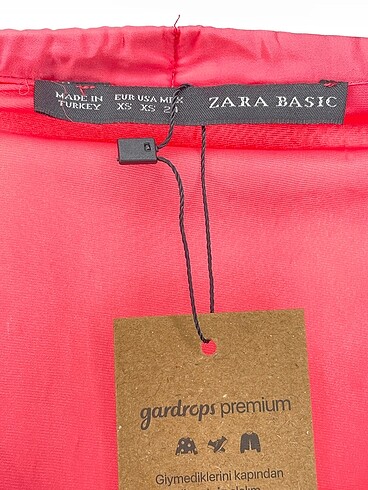 MADE IN
TURKEY
EUR USA MEX
XS XS 24
ZARA BASIC
gardrops premium
Giymediklerini kapından